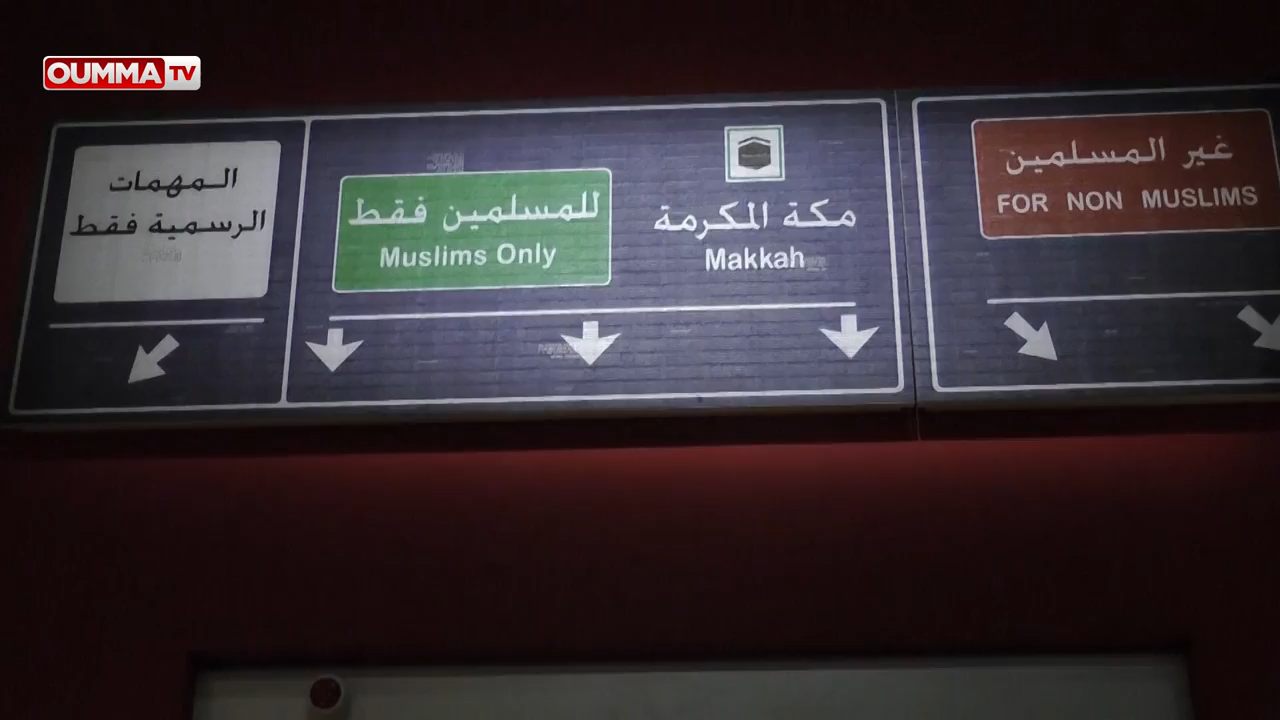 OUMMA TV
المهمات
الرسمية فقط
للمسلمين فقط
Muslims Only
مكة المكرمة
Makkah
غير المسلمين
FOR NON MUSLIMS